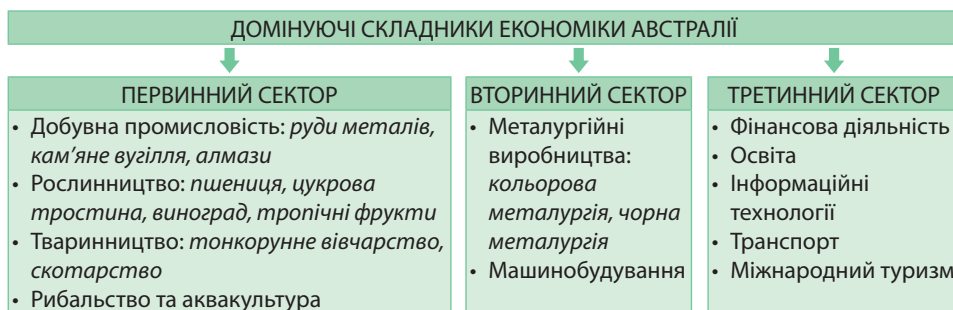 ДОМІНУЮЧІ СКЛАДНИКИ ЕКОНОМІКИ АВСТРАЛІЇ
ПЕРВИННИЙ СЕКТОР
• Добувна промисловість: руди металів,
кам’яне вугілля, алмази
• Рослинництво: пшениця, цукрова
тростина, виноград, тропічні фрукти
• Тваринництво: тонкорунне вівчарство,
скотарство
• Рибальство та аквакультура
ВТОРИННИЙ СЕКТОР
• Металургійні
виробництва:
кольорова
металургія, чорна
металургія
• Машинобудування
ТРЕТИННИЙ СЕКТОР
• Фінансова діяльність
• Освіта
• Інформаційні
технології
• Транспорт
• Міжнародний туризм